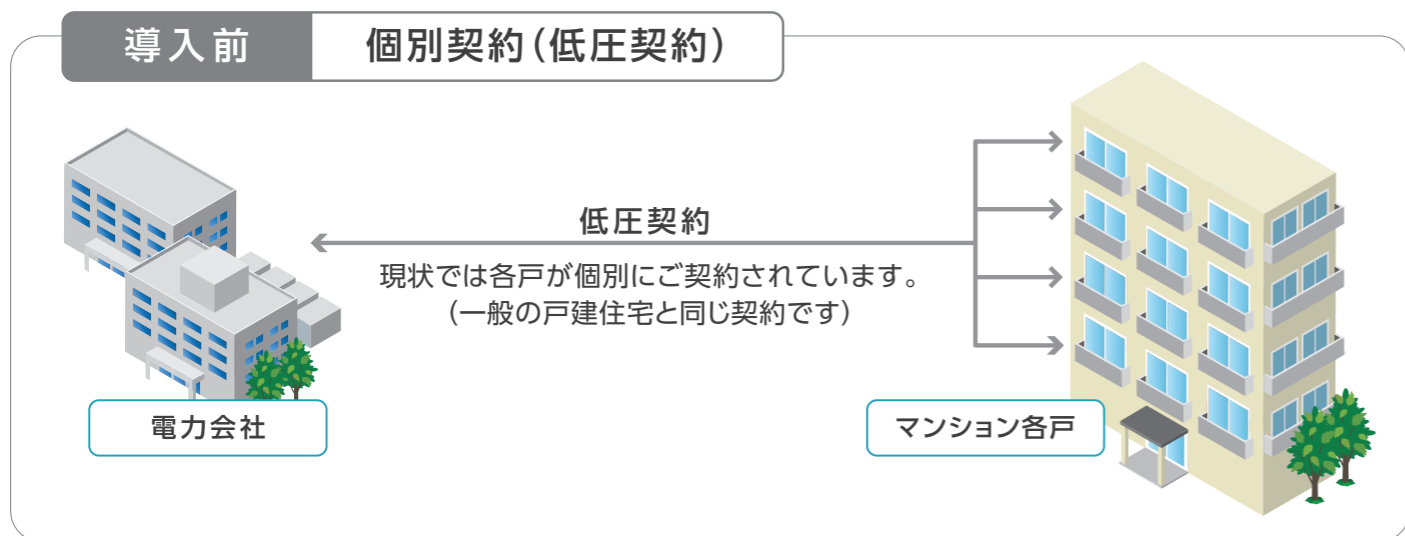 導入前
個別契約(低圧契約)
低圧契約
現状では各戸が個別にご契約されています。
(一般の戸建住宅と同じ契約です)
電力会社
マンション各戸